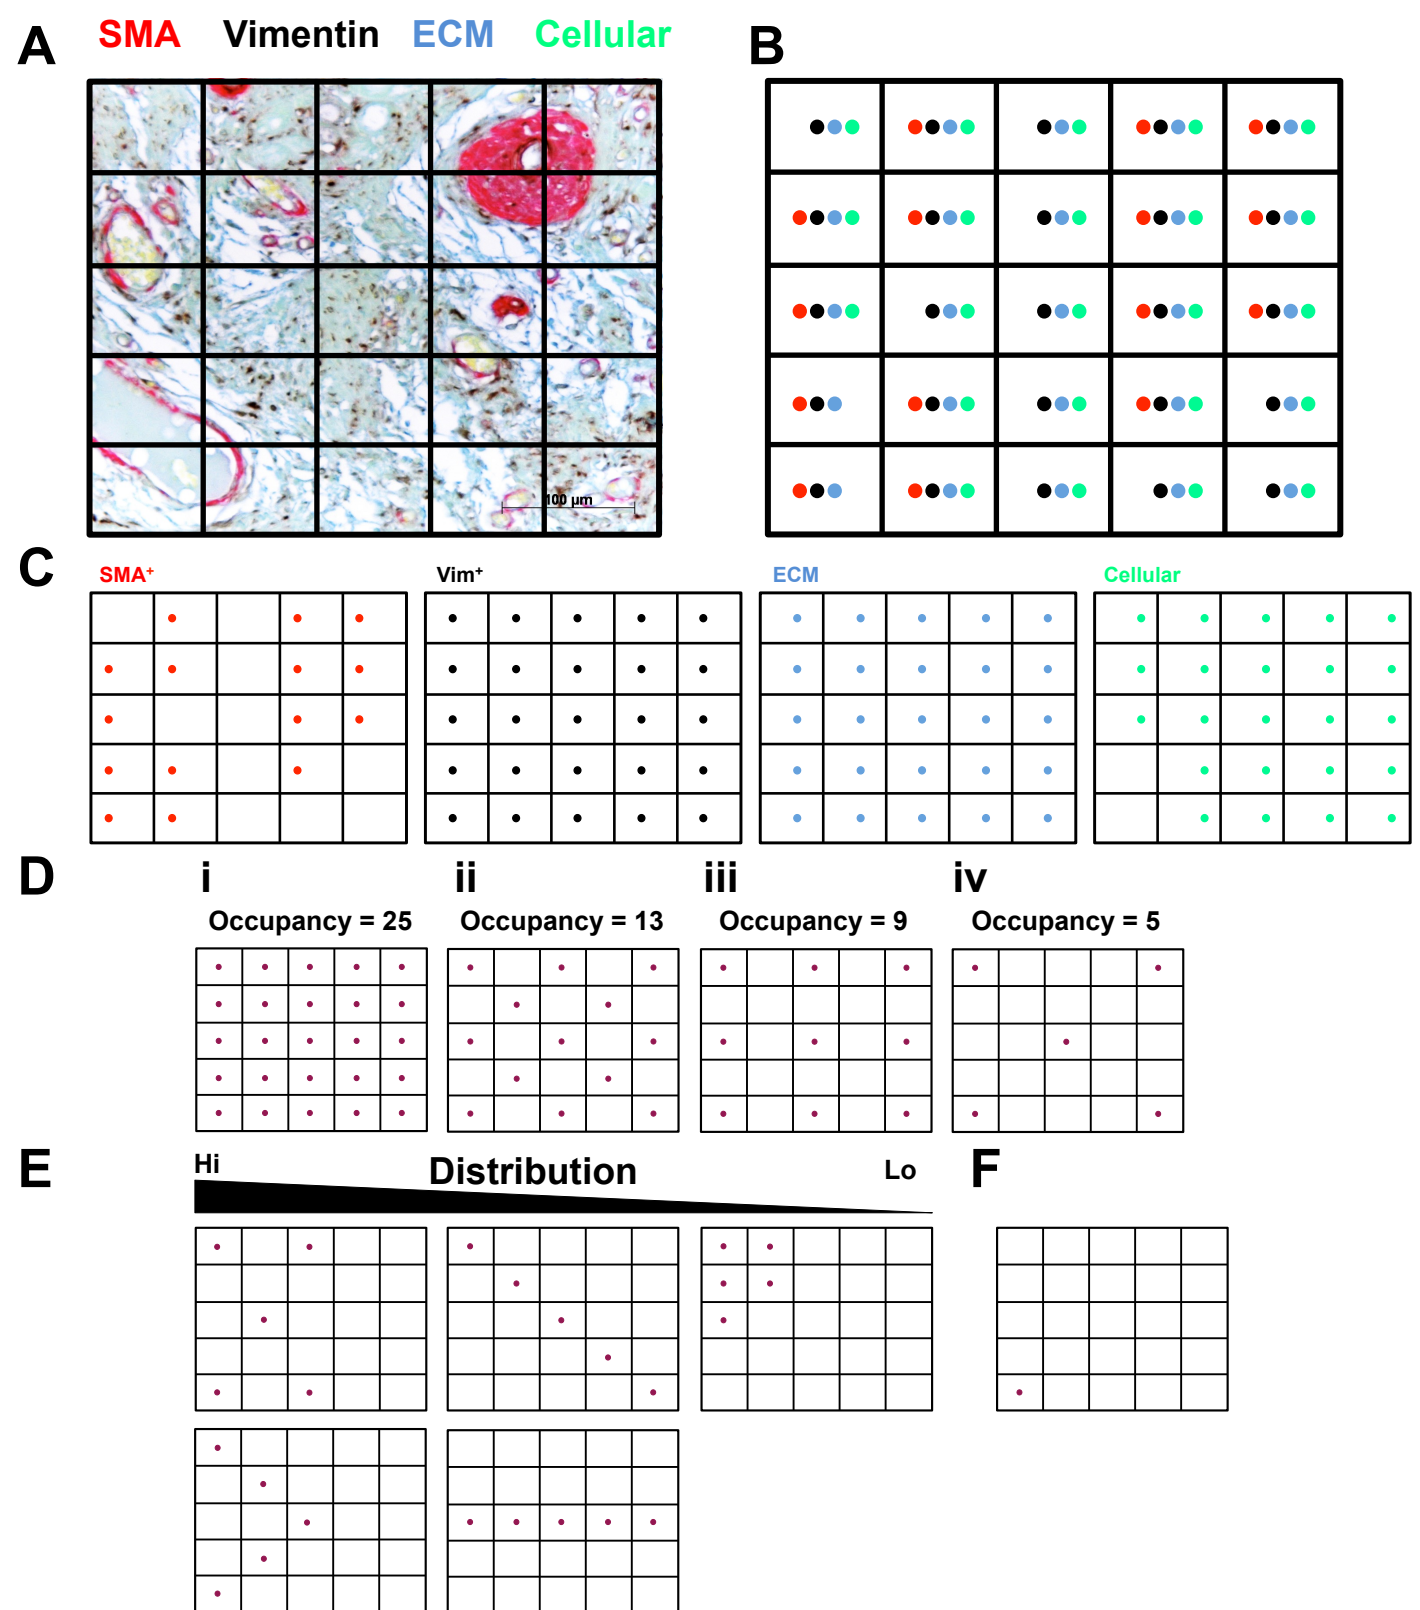 A SMA Vimentin ECM Cellular B
100 µm
C SMA+ Vim+ ECM Cellular
D i ii iii iv
Occupancy = 25 Occupancy = 13 Occupancy = 9 Occupancy = 5
E Hi Distribution Lo F